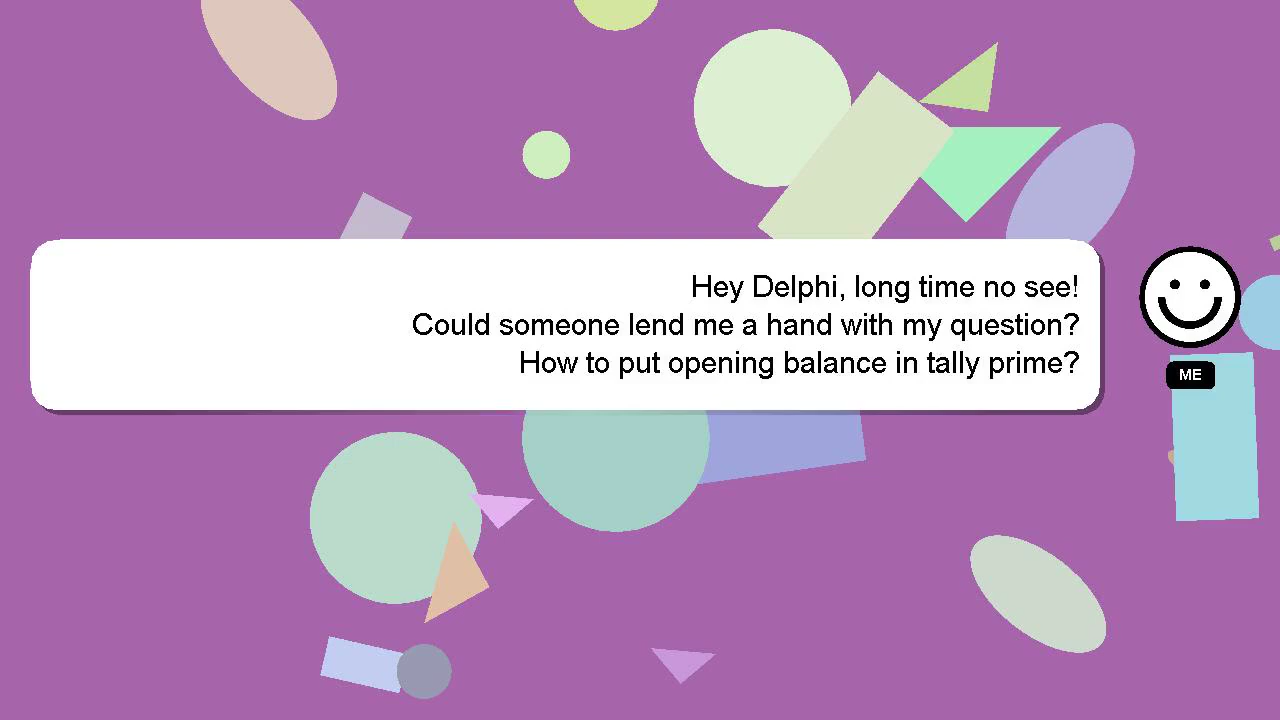 Hey Delphi, long time no see!
Could someone lend me a hand with my question?
How to put opening balance in tally prime?
ME